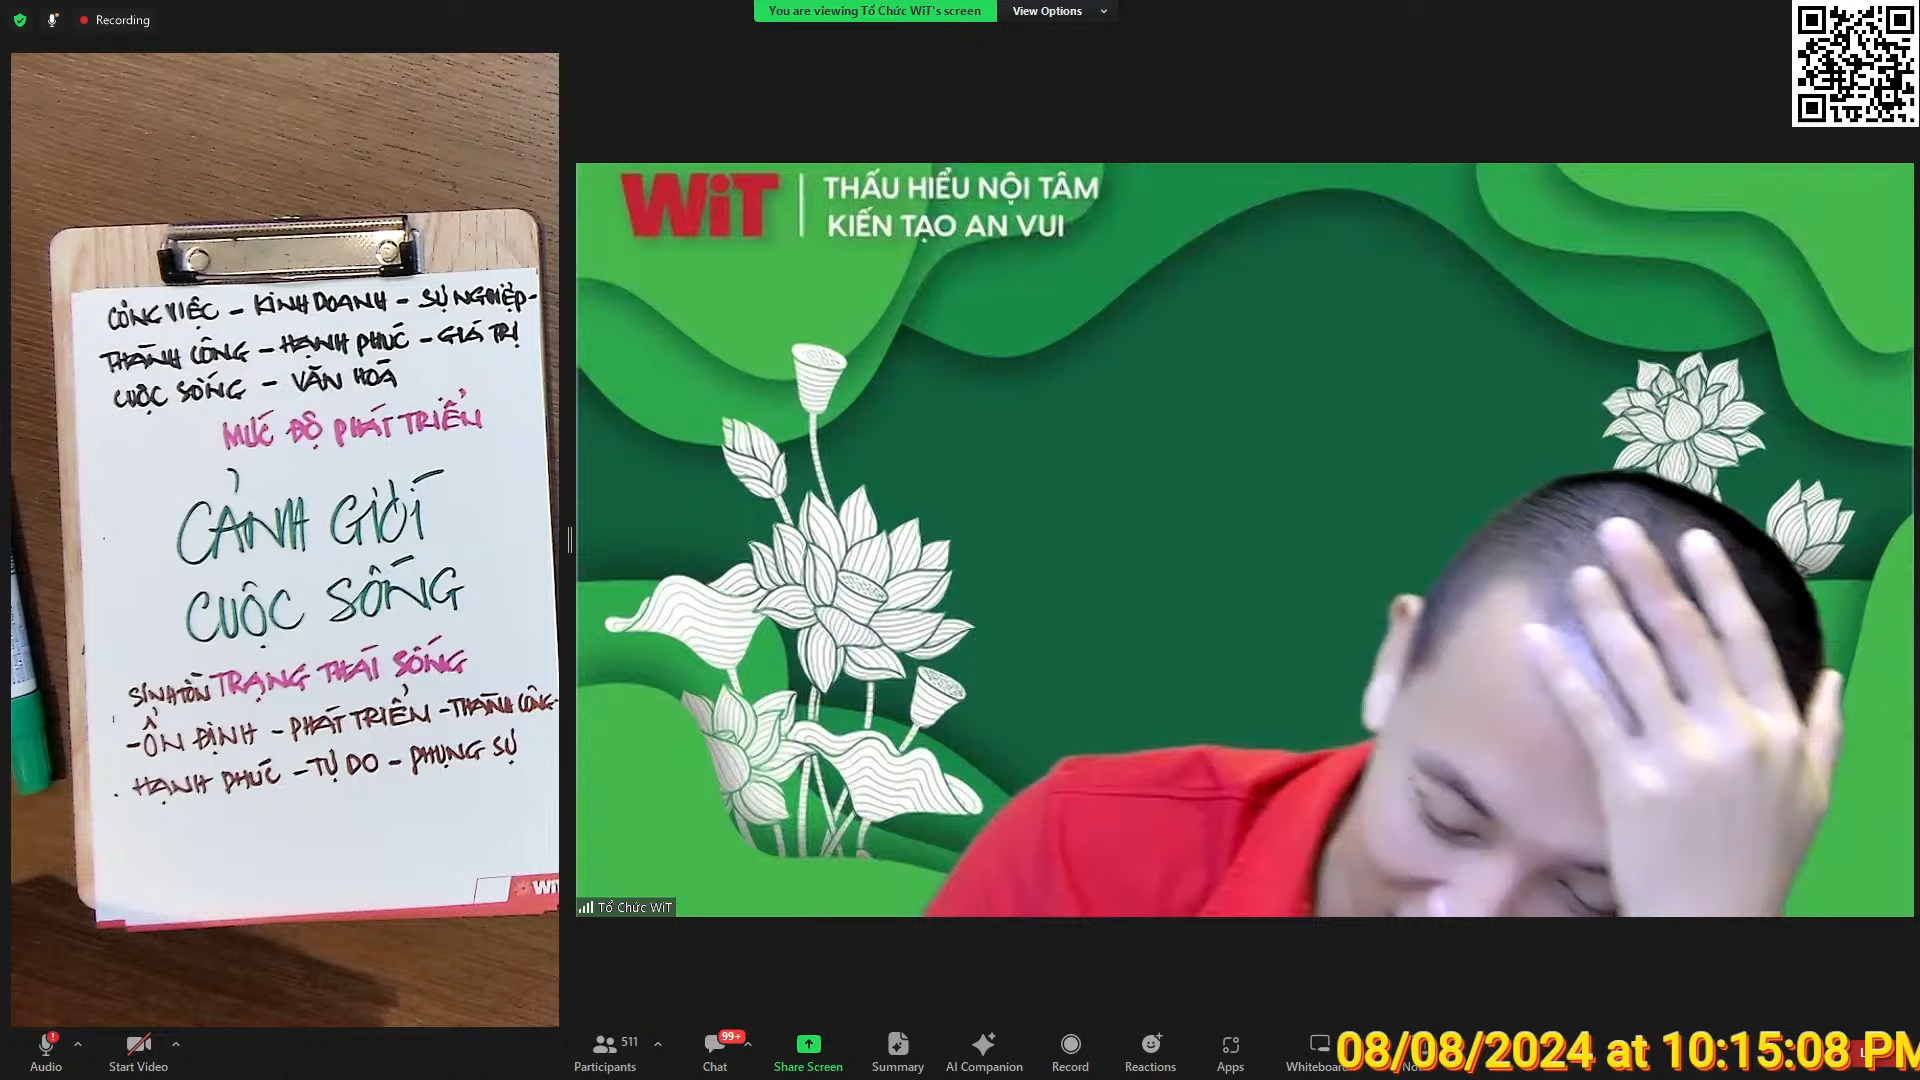 Recording
You are viewing Tổ Chức WiT's screen
View Options
CÔNG VIỆC - KINH DOANH - SỰ NGHIỆP -
THÀNH CÔNG - HẠNH PHÚC - GIÁ TRỊ
CUỘC SỐNG - VĂN HOÁ
MỨC ĐỘ PHÁT TRIỂN
CẢNH GIỚI
CUỘC SỐNG
SINH TỒN TRẠNG THÁI SỐNG
- ỔN ĐỊNH - PHÁT TRIỂN - THÀNH CÔNG -
HẠNH PHÚC - TỰ DO - PHỤNG SỰ
WiT
WiT
THẤU HIỂU NỘI TÂM
KIẾN TẠO AN VUI
Tổ Chức WiT
Audio
Start Video
511
Participants
99+
Chat
Share Screen
Summary
AI Companion
Record
Reactions
Apps
Whiteboard
08/08/2024 at 10:15:08 PM